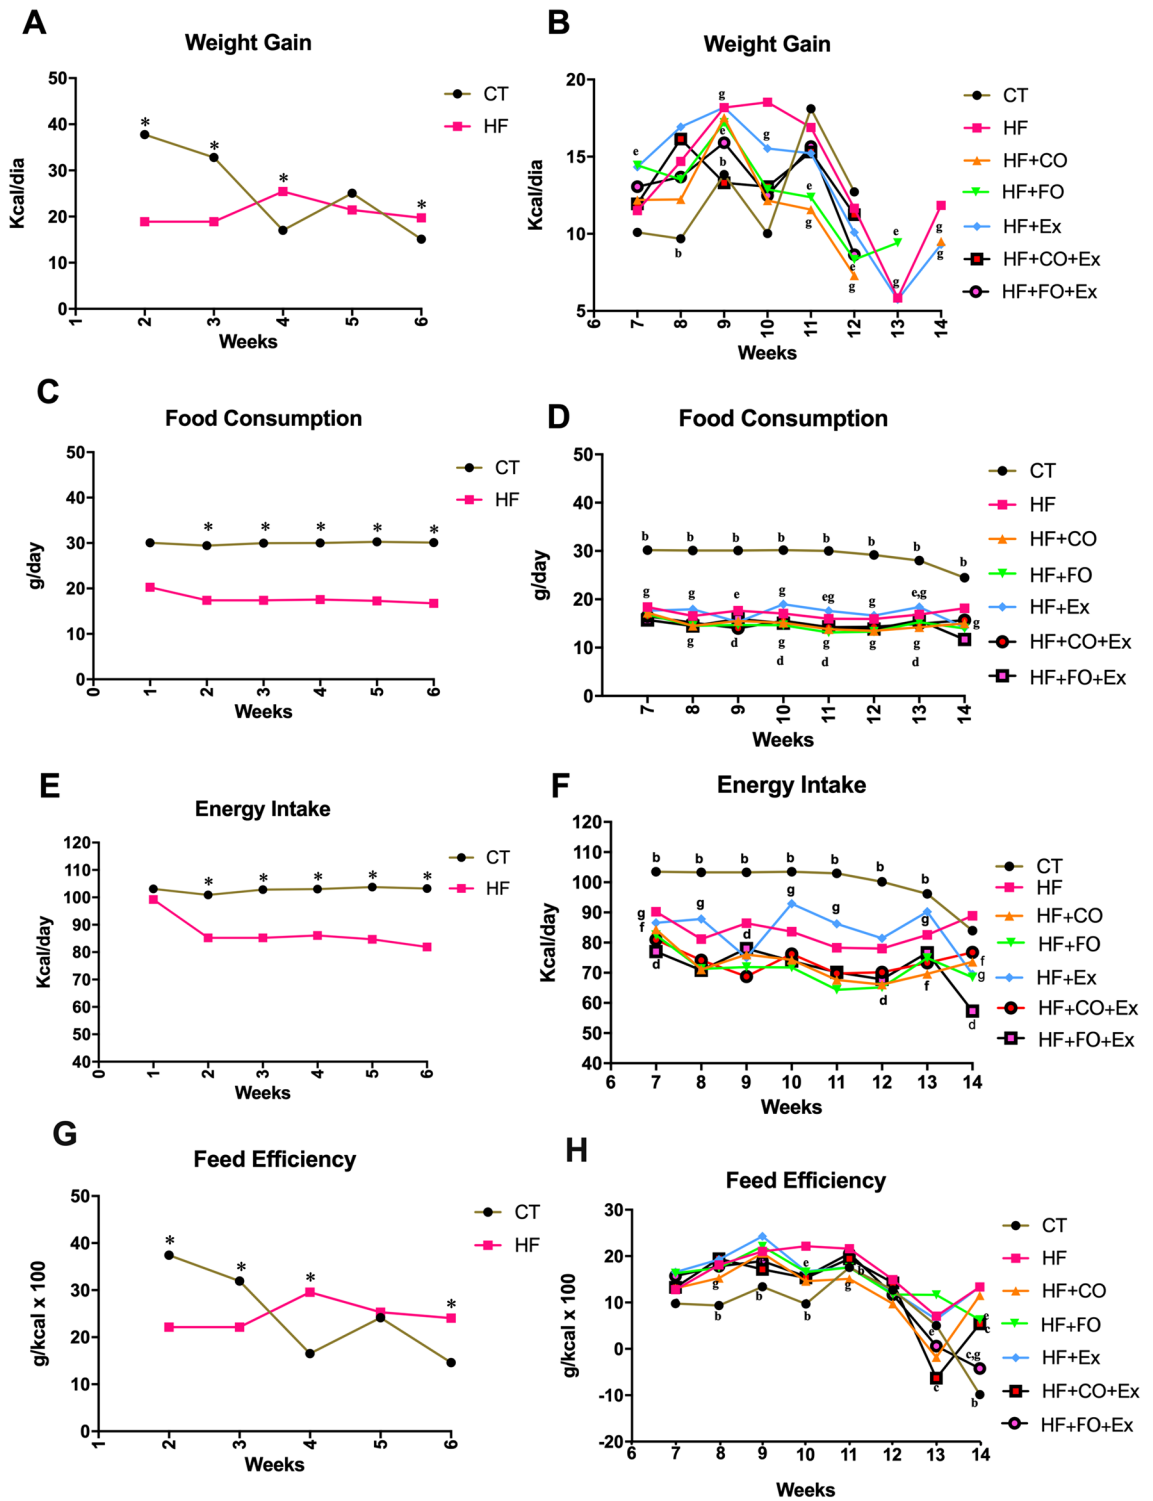 A
Weight Gain
Kcal/dia
50
40
30
20
10
0
1
2
3
4
5
6
Weeks
*
*
*
*
CT
HF
B
Weight Gain
Kcal/dia
20
15
10
5
6
7
8
9
10
11
12
13
14
Weeks
e
b
g
e
b
g
e
g
e
g
g
g
g
CT
HF
HF+CO
HF+FO
HF+Ex
HF+CO+Ex
HF+FO+Ex
C
Food Consumption
g/day
50
40
30
20
10
0
0
1
2
3
4
5
6
Weeks
*
*
*
*
*
CT
HF
D
Food Consumption
g/day
50
40
30
20
10
0
7
8
9
10
11
12
13
14
Weeks
b
b
b
b
b
b
b
b
g
g
e
g
eg
g
e,g
g
g
d
g
g
g
g
d
d
d
CT
HF
HF+CO
HF+FO
HF+Ex
HF+CO+Ex
HF+FO+Ex
E
Energy Intake
Kcal/day
120
110
100
90
80
70
60
50
40
0
1
2
3
4
5
6
Weeks
*
*
*
*
*
CT
HF
F
Energy Intake
Kcal/day
120
110
100
90
80
70
60
50
40
6
7
8
9
10
11
12
13
14
Weeks
b
b
b
b
b
b
b
g
f
d
g
d
g
g
d
g
f
f
g
d
CT
HF
HF+CO
HF+FO
HF+Ex
HF+CO+Ex
HF+FO+Ex
G
Feed Efficiency
g/kcal x 100
50
40
30
20
10
0
1
2
3
4
5
6
Weeks
*
*
*
*
CT
HF
H
Feed Efficiency
g/kcal x 100
30
20
10
0
-10
-20
6
7
8
9
10
11
12
13
14
Weeks
g
b
b
e
b
b
g
e
c
e
c
c,g
b
CT
HF
HF+CO
HF+FO
HF+Ex
HF+CO+Ex
HF+FO+Ex